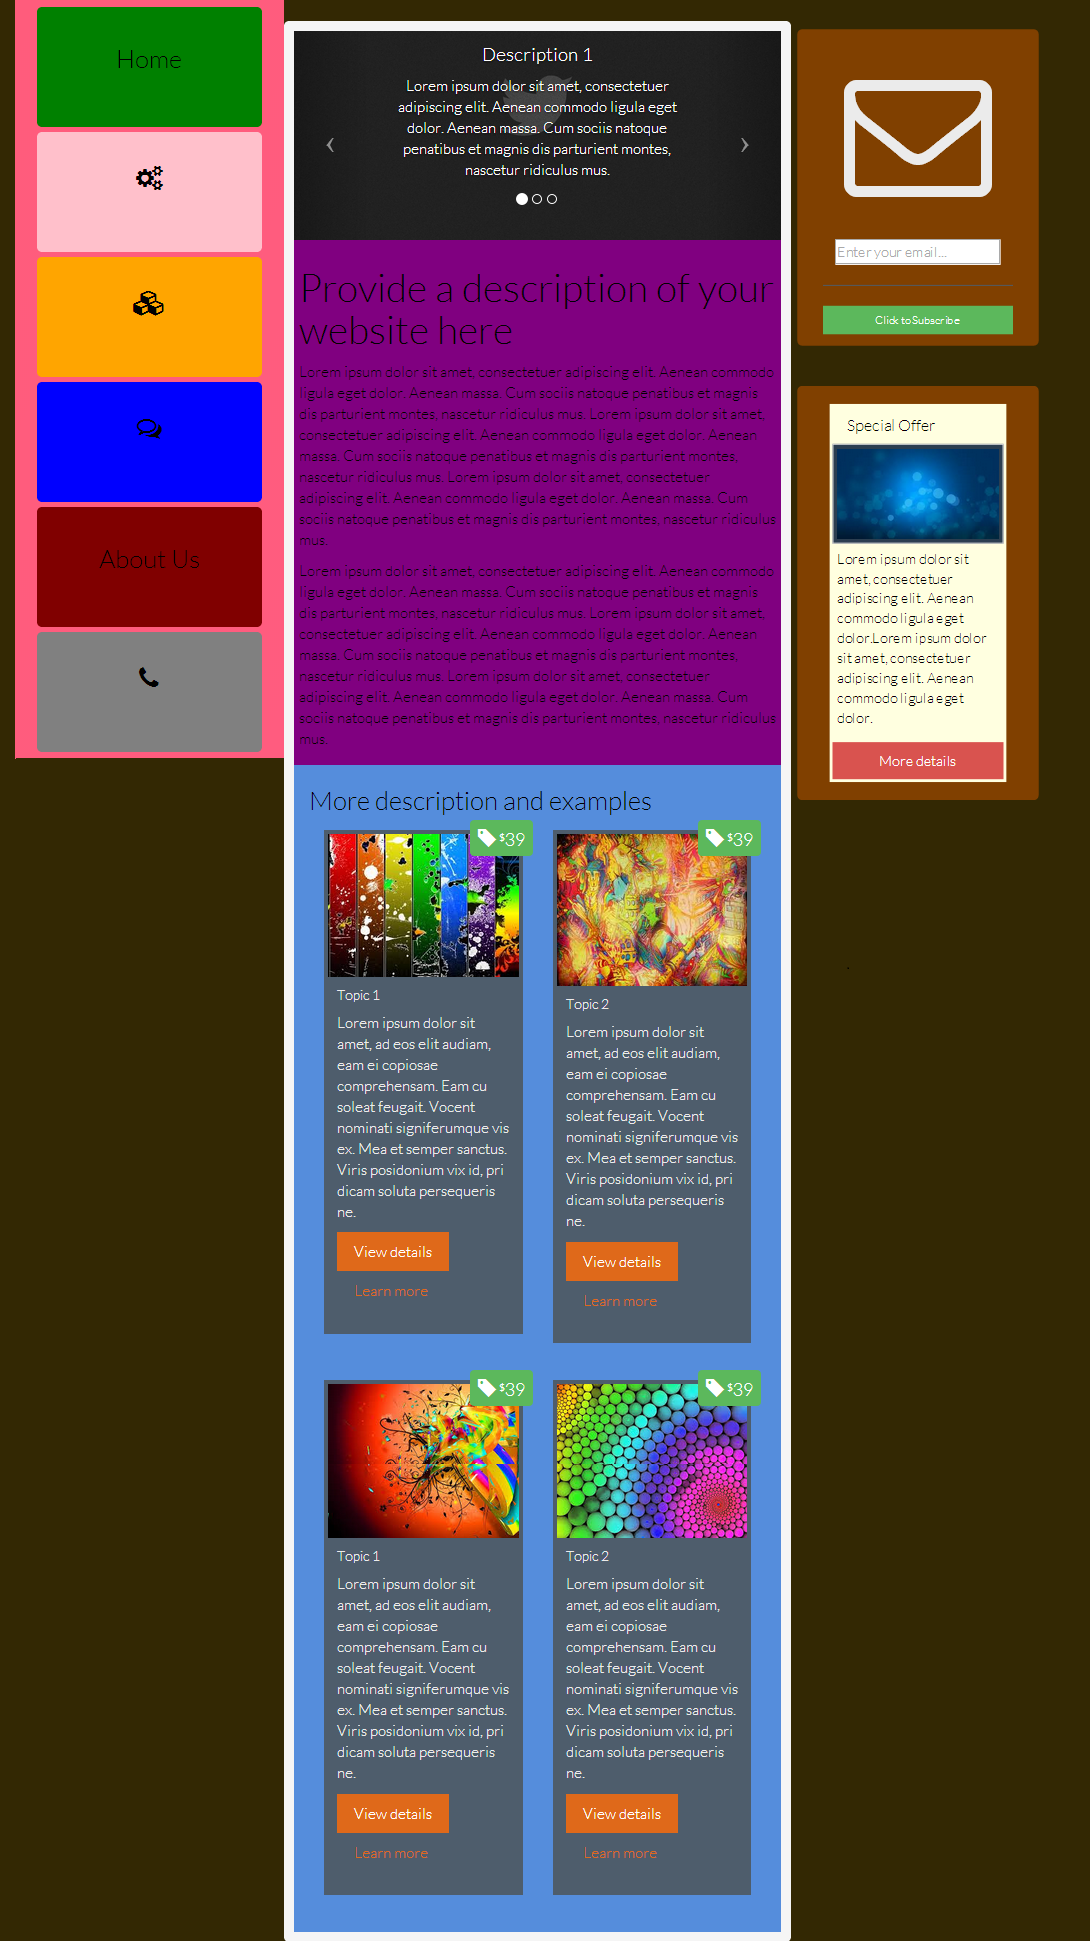 Home
About Us
Description 1
Lorem ipsum dolor sit amet, consectetuer
adipiscing elit. Aenean commodo ligula eget
dolor. Aenean massa. Cum sociis natoque
penatibus et magnis dis parturient montes,
nascetur ridiculus mus.
Provide a description of your
website here
Lorem ipsum dolor sit amet, consectetuer adipiscing elit. Aenean commodo
ligula eget dolor. Aenean massa. Cum sociis natoque penatibus et magnis
dis parturient montes, nascetur ridiculus mus. Lorem ipsum dolor sit amet,
consectetuer adipiscing elit. Aenean commodo ligula eget dolor. Aenean
massa. Cum sociis natoque penatibus et magnis dis parturient montes,
nascetur ridiculus mus. Lorem ipsum dolor sit amet, consectetuer
adipiscing elit. Aenean commodo ligula eget dolor. Aenean massa. Cum
sociis natoque penatibus et magnis dis parturient montes, nascetur ridiculus
mus.
Lorem ipsum dolor sit amet, consectetuer adipiscing elit. Aenean commodo
ligula eget dolor. Aenean massa. Cum sociis natoque penatibus et magnis
dis parturient montes, nascetur ridiculus mus. Lorem ipsum dolor sit amet,
consectetuer adipiscing elit. Aenean commodo ligula eget dolor. Aenean
massa. Cum sociis natoque penatibus et magnis dis parturient montes,
nascetur ridiculus mus. Lorem ipsum dolor sit amet, consectetuer
adipiscing elit. Aenean commodo ligula eget dolor. Aenean massa. Cum
sociis natoque penatibus et magnis dis parturient montes, nascetur ridiculus
mus.
More description and examples
$39
Topic 1
Lorem ipsum dolor sit
amet, ad eos elit audiam,
eam ei copiosae
comprehensam. Eam cu
soleat feugait. Vocent
nominati signiferumque vis
ex. Mea et semper sanctus.
Viris posidonium vix id, pri
dicam soluta persequeris
ne.
View details
Learn more
$39
Topic 2
Lorem ipsum dolor sit
amet, ad eos elit audiam,
eam ei copiosae
comprehensam. Eam cu
soleat feugait. Vocent
nominati signiferumque vis
ex. Mea et semper sanctus.
Viris posidonium vix id, pri
dicam soluta persequeris
ne.
View details
Learn more
$39
Topic 1
Lorem ipsum dolor sit
amet, ad eos elit audiam,
eam ei copiosae
comprehensam. Eam cu
soleat feugait. Vocent
nominati signiferumque vis
ex. Mea et semper sanctus.
Viris posidonium vix id, pri
dicam soluta persequeris
ne.
View details
Learn more
$39
Topic 2
Lorem ipsum dolor sit
amet, ad eos elit audiam,
eam ei copiosae
comprehensam. Eam cu
soleat feugait. Vocent
nominati signiferumque vis
ex. Mea et semper sanctus.
Viris posidonium vix id, pri
dicam soluta persequeris
ne.
View details
Learn more
Enter your email...
Click to Subscribe
Special Offer
Lorem ipsum dolor sit
amet, consectetuer
adipiscing elit. Aenean
commodo ligula eget
dolor.Lorem ipsum dolor
sit amet, consectetuer
adipiscing elit. Aenean
commodo ligula eget
dolor.
More details